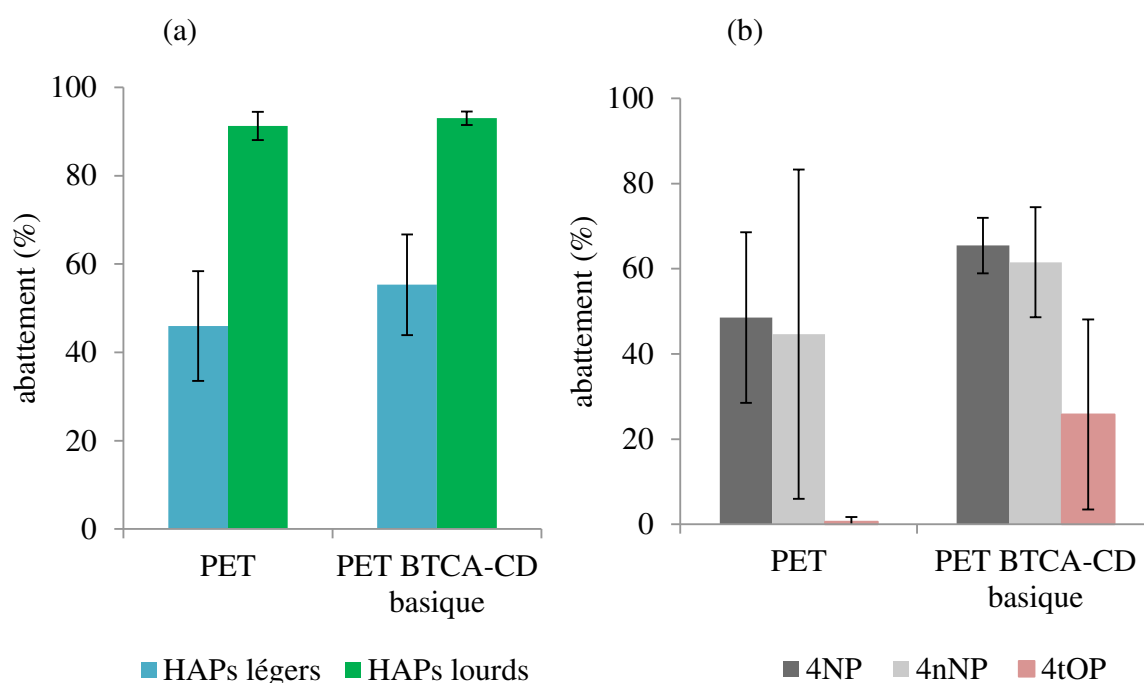 (a)
abattement (%)
100
80
60
40
20
0
PET
PET BTCA-CD
basique
HAPs légers
HAPs lourds
(b)
abattement (%)
100
80
60
40
20
0
PET
PET BTCA-CD
basique
4NP
4nNP
4tOP